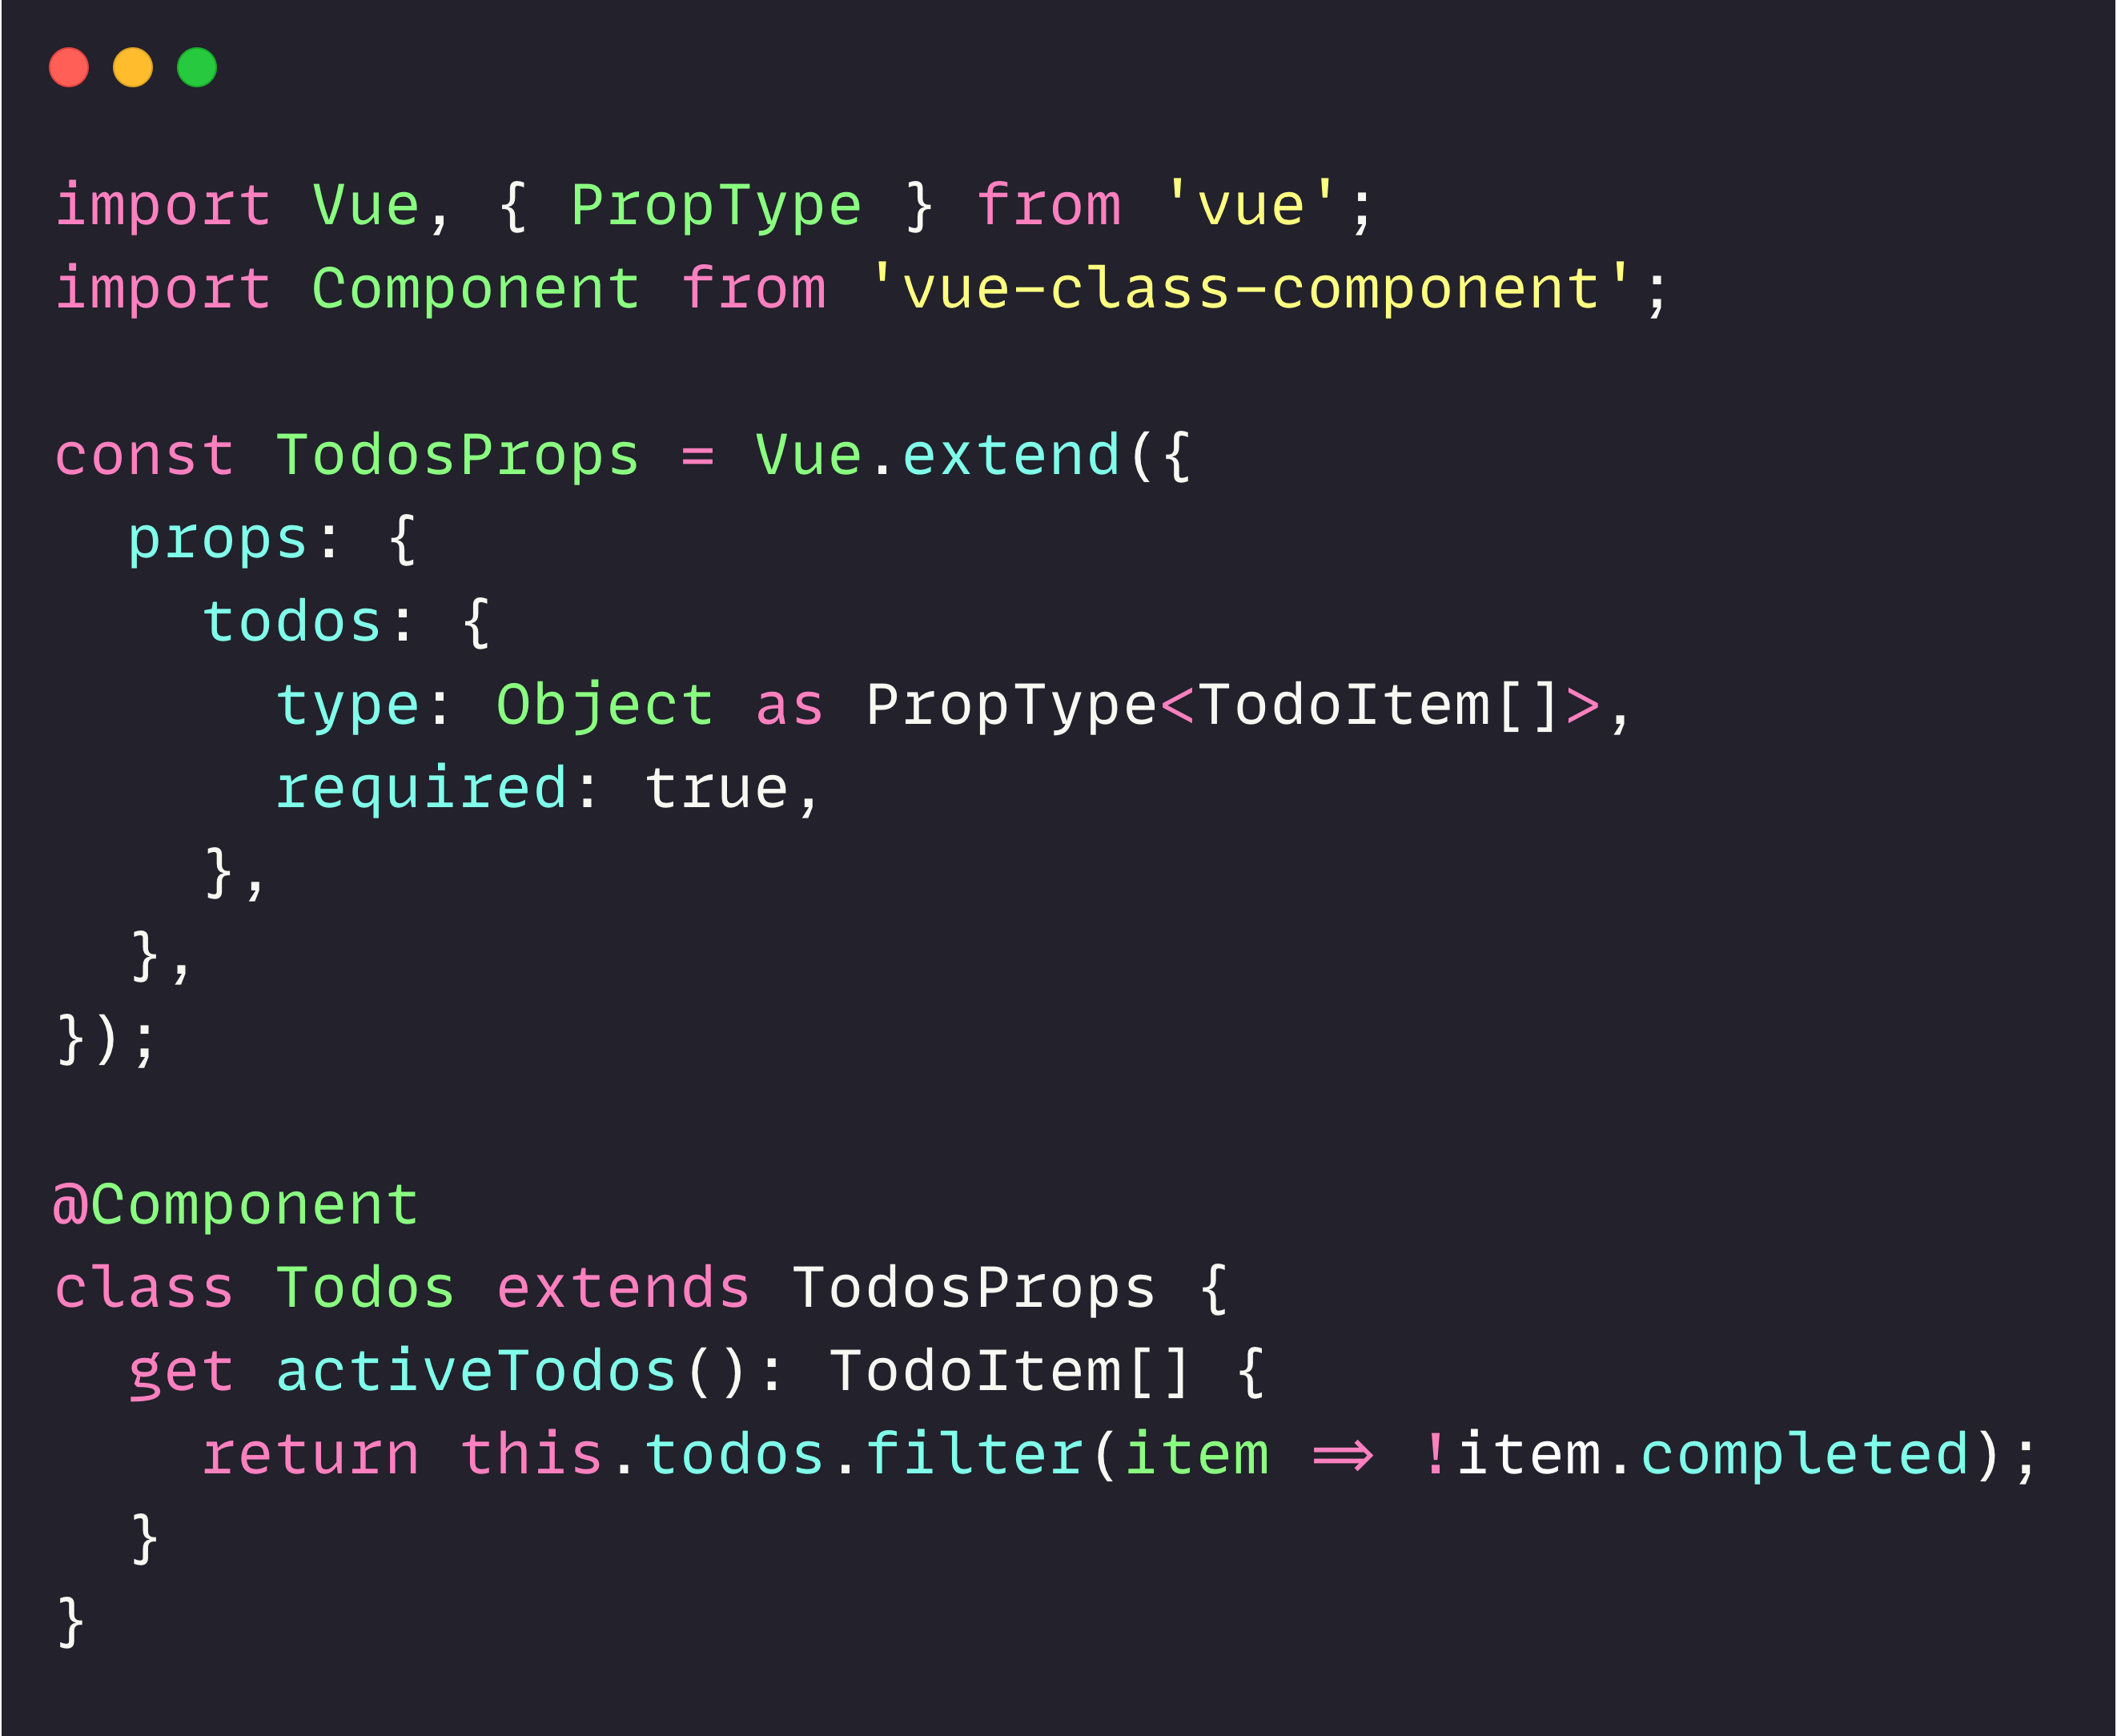 import Vue, { PropType } from 'vue';
import Component from 'vue-class-component';

const TodosProps = Vue.extend({
  props: {
    todos: {
      type: Object as PropType<TodoItem[]>,
      required: true,
    },
  },
});

@Component
class Todos extends TodosProps {
  get activeTodos(): TodoItem[] {
    return this.todos.filter(item => !item.completed);
  }
}